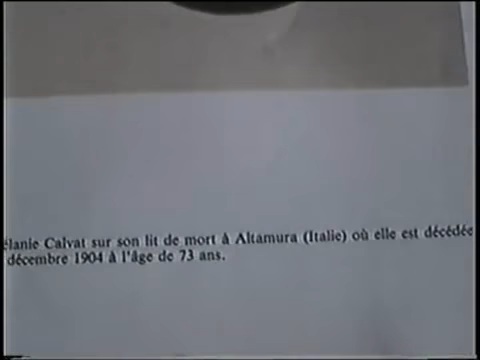 élanie Calvat sur son lit de mort à Altamura (Italie) où elle est décédée
décembre 1904 à l'âge de 73 ans.